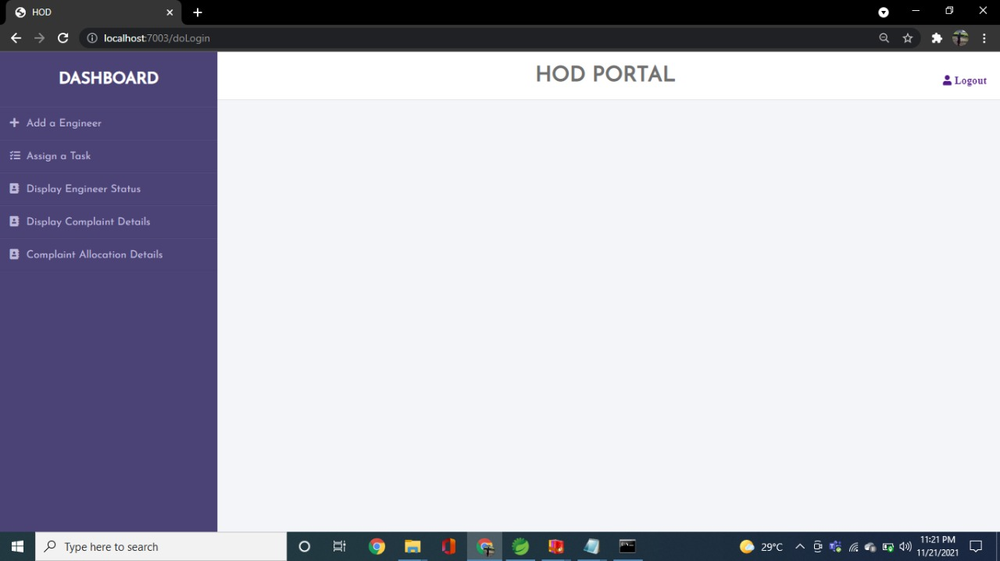 HOD
localhost:7003/doLogin
DASHBOARD
HOD PORTAL
Logout
Add a Engineer
Assign a Task
Display Engineer Status
Display Complaint Details
Complaint Allocation Details
Type here to search
29°C
11:21 PM
11/21/2021